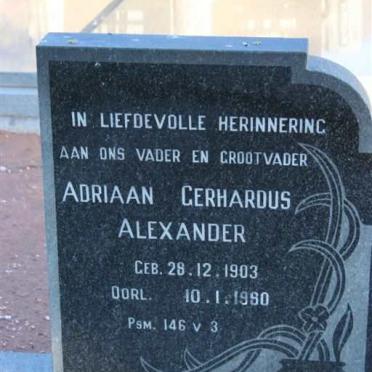 IN LIEFDEVOLLE HERINNERING
AAN ONS VADER EN GROOTVADER
ADRIAAN GERHARDUS
ALEXANDER
GEB. 28.12.1903
OORL. 10.1.1980
PSM. 146 V 3